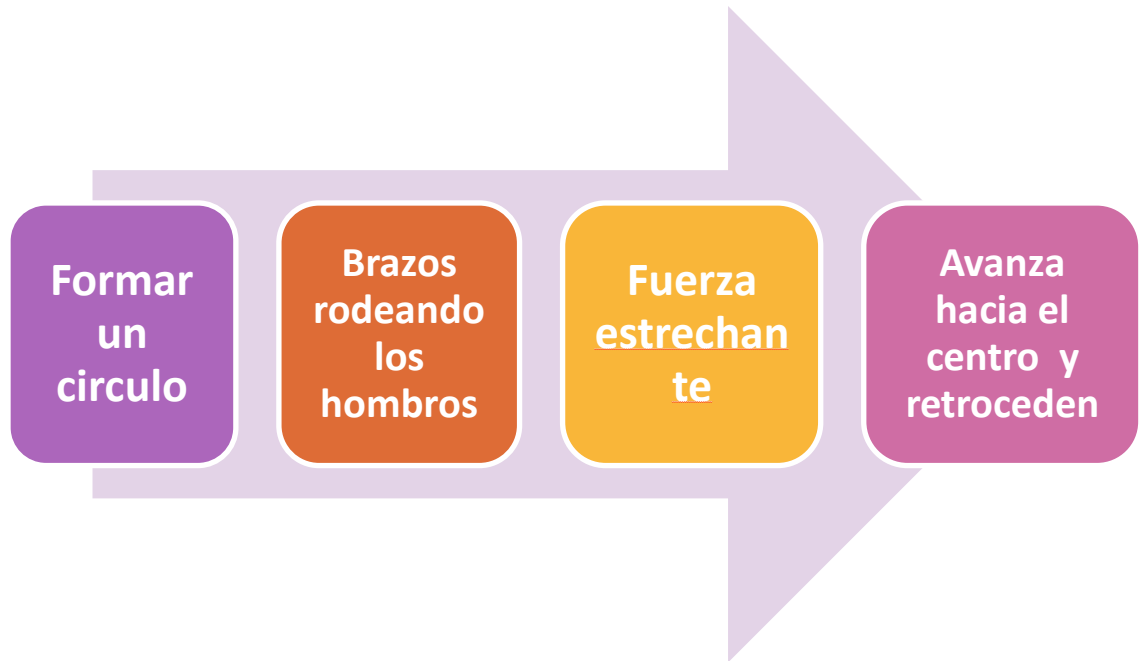 Formar
un
circulo
Brazos
rodeando
los
hombros
Fuerza
estrechan
te
Avanza
hacia el
centro  y
retroceden